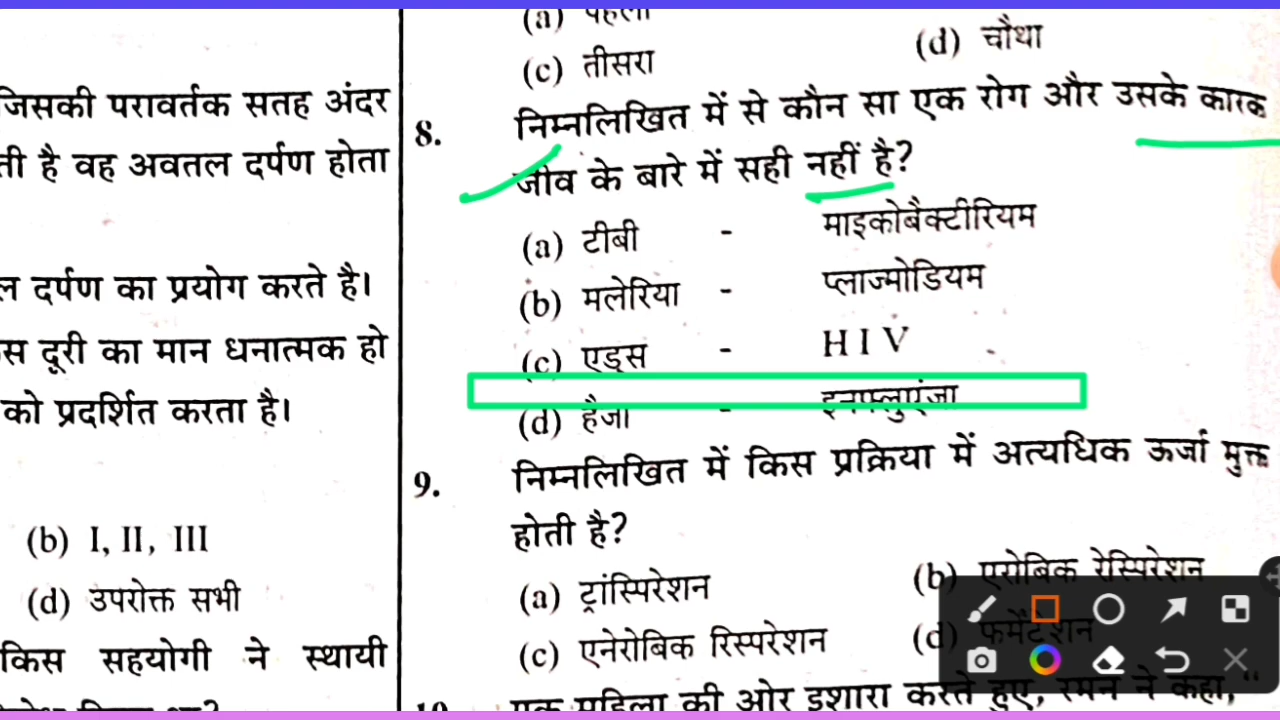 जिसकी परावर्तक सतह अंदर
ती है वह अवतल दर्पण होता
ल दर्पण का प्रयोग करते है।
स दूरी का मान धनात्मक हो
को प्रदर्शित करता है।
(b) I, II, III
(d) उपरोक्त सभी
किस सहयोगी ने स्थायी
(a) पहला
(d) चौथा
(c) तीसरा
8. निम्नलिखित में से कौन सा एक रोग और उसके कारक
जीव के बारे में सही नहीं है?
(a) टीबी - माइकोबैक्टीरियम
(b) मलेरिया - प्लाज्मोडियम
(c) एड्स - H I V
(d) हैजा - इनफ्लुएंजा
9. निम्नलिखित में किस प्रक्रिया में अत्यधिक ऊर्जा मुक्त
होती है?
(a) ट्रांस्पिरेशन (b) एरोबिक रेस्पिरेशन
(c) एनेरोबिक रिस्परेशन (d) फर्मेंटेशन
10. एक महिला की ओर इशारा करते हुए, रमन ने कहा, "